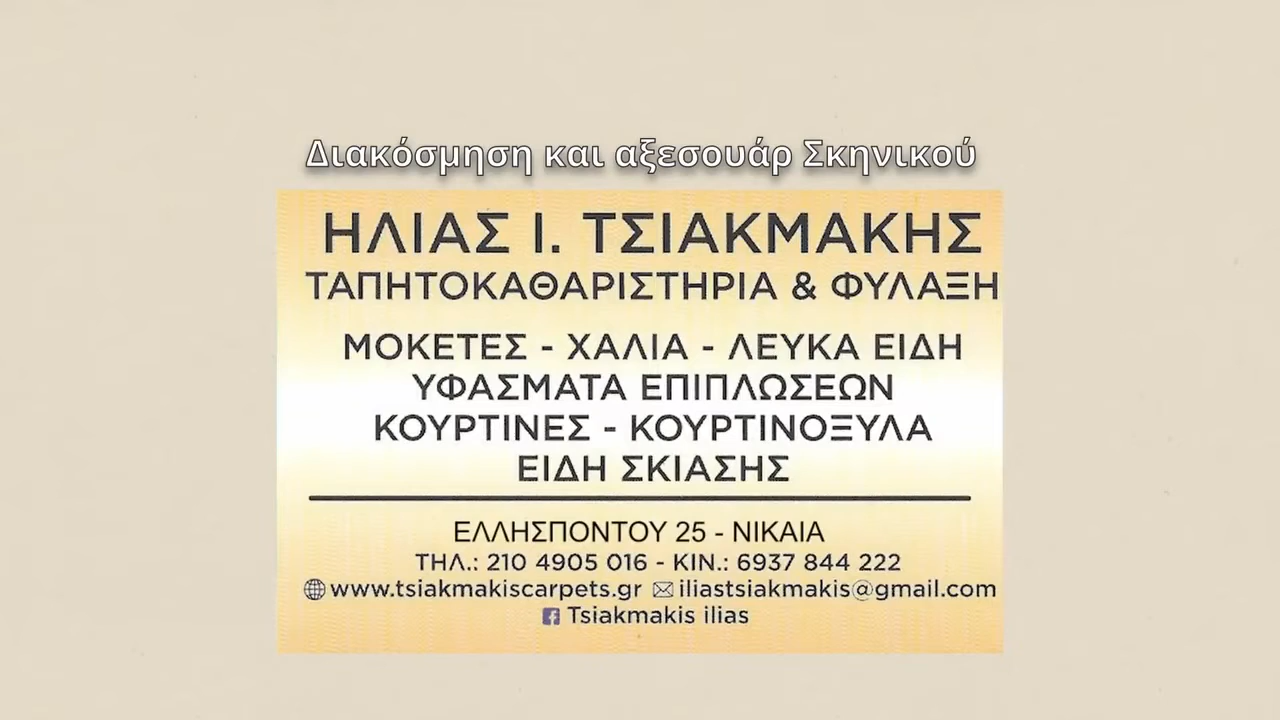 Διακόσμηση και αξεσουάρ Σκηνικού
ΗΛΙΑΣ Ι. ΤΣΙΑΚΜΑΚΗΣ
ΤΑΠΗΤΟΚΑΘΑΡΙΣΤΗΡΙΑ & ΦΥΛΑΞΗ
ΜΟΚΕΤΕΣ - ΧΑΛΙΑ - ΛΕΥΚΑ ΕΙΔΗ
ΥΦΑΣΜΑΤΑ ΕΠΙΠΛΩΣΕΩΝ
ΚΟΥΡΤΙΝΕΣ - ΚΟΥΡΤΙΝΟΞΥΛΑ
ΕΙΔΗ ΣΚΙΑΣΗΣ
ΕΛΛΗΣΠΟΝΤΟΥ 25 - ΝΙΚΑΙΑ
ΤΗΛ.: 210 4905 016 - ΚΙΝ.: 6937 844 222
www.tsiakmakiscarpets.gr iliastsiakmakis@gmail.com
Tsiakmakis ilias